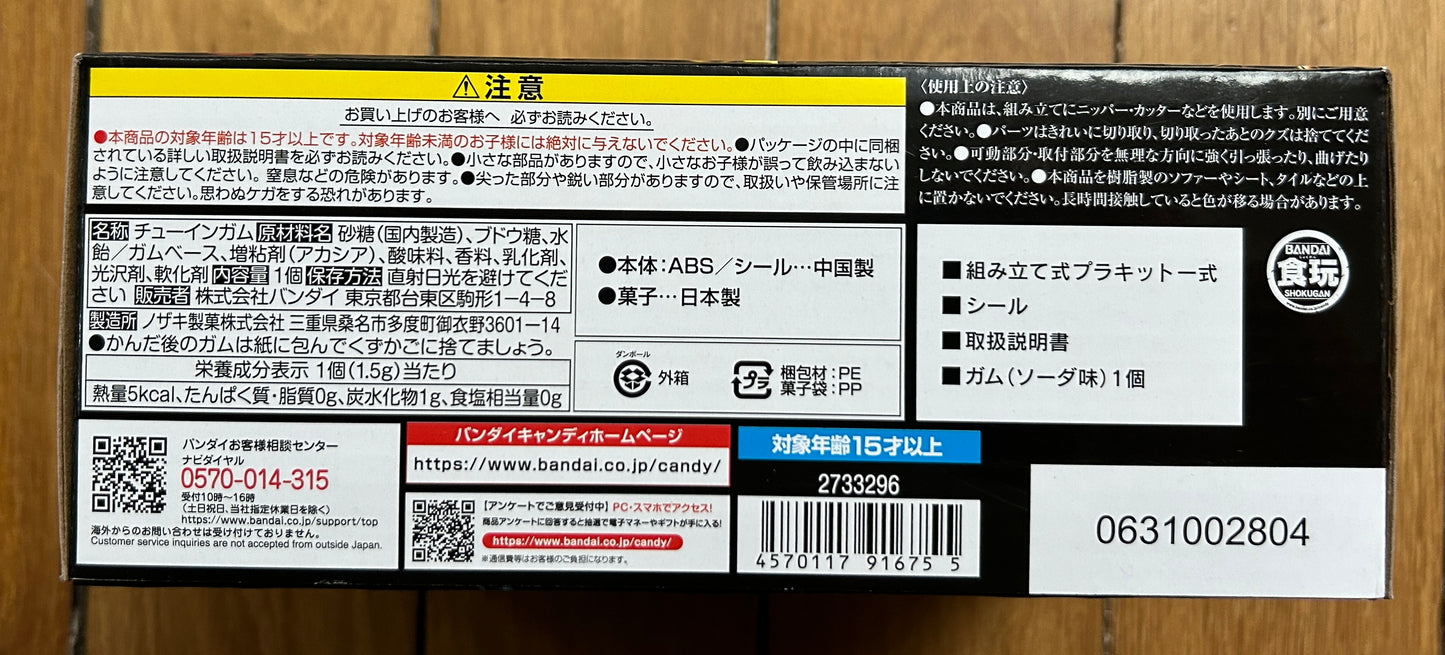 ⚠注意
お買い上げのお客様へ 必ずお読みください。
●本商品の対象年齢は15才以上です。対象年齢未満のお子様には絶対に与えないでください。●パッケージの中に同梱
されている詳しい取扱説明書を必ずお読みください。●小さな部品がありますので、小さなお子様が誤って飲み込まない
ように注意してください。窒息などの危険があります。●尖った部分や鋭い部分がありますので、取扱いや保管場所に注
意してください。思わぬケガをする恐れがあります。
〈使用上の注意〉
●本商品は、組み立てにニッパー・カッターなどを使用します。別にご用意
ください。●パーツはきれいに切り取り、切り取ったあとのクズは捨ててくだ
さい。●可動部分・取付部分を無理な方向に強く引っ張ったり、曲げたり
しないでください。●本商品を樹脂製のソファーやシート、タイルなどの上
に置かないでください。長時間接触していると色が移る場合があります。
名称 チューインガム 原材料名 砂糖(国内製造)、ブドウ糖、水
飴/ガムベース、増粘剤(アカシア)、酸味料、香料、乳化剤、
光沢剤、軟化剤 内容量 1個 保存方法 直射日光を避けてくだ
さい 販売者 株式会社バンダイ 東京都台東区駒形1-4-8
製造所 ノザキ製菓株式会社 三重県桑名市多度町御衣野3601-14
●かんだ後のガムは紙に包んでくずかごに捨てましょう。
栄養成分表示 1個(1.5g)当たり
熱量5kcal、たんぱく質・脂質0g、炭水化物1g、食塩相当量0g
●本体:ABS/シール…中国製
●菓子…日本製
ダンボール
外箱
プラ
梱包材:PE
菓子袋:PP
■組み立て式プラキット一式
■シール
■取扱説明書
■ガム(ソーダ味)1個
BANDAI
食玩
SHOKUGAN
バンダイお客様相談センター
ナビダイヤル
0570-014-315
受付10時~16時
(土日祝日、当社指定休業日を除く)
https://www.bandai.co.jp/support/top
海外からのお問い合わせは受け付けておりません。
Customer service inquiries are not accepted from outside Japan.
バンダイキャンディホームページ
https://www.bandai.co.jp/candy/
【アンケートでご意見受付中】PC・スマホでアクセス!
商品アンケートに回答すると抽選で電子マネーやギフトが手に入る!
https://www.bandai.co.jp/candy/
※通信費等はお客様のご負担になります。
対象年齢15才以上
2733296
4570117 91675 5
0631002804